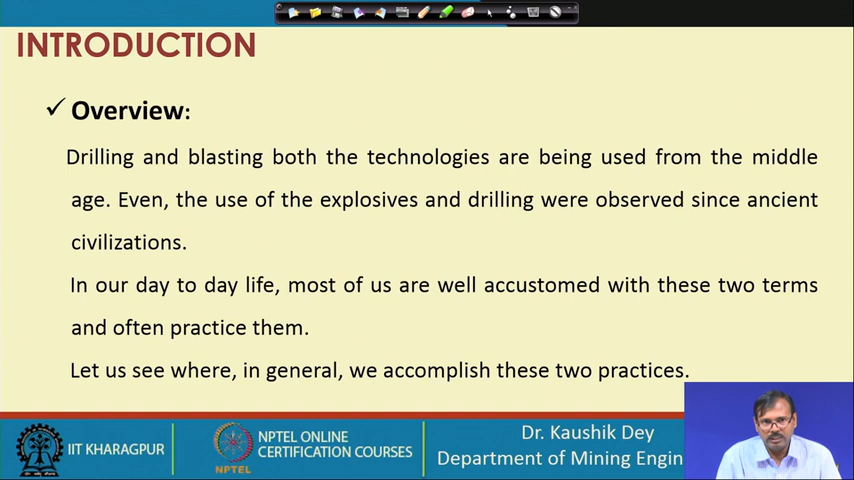 INTRODUCTION
✓ Overview:
Drilling and blasting both the technologies are being used from the middle
age. Even, the use of the explosives and drilling were observed since ancient
civilizations.
In our day to day life, most of us are well accustomed with these two terms
and often practice them.
Let us see where, in general, we accomplish these two practices.
IIT KHARAGPUR
NPTEL
NPTEL ONLINE
CERTIFICATION COURSES
Dr. Kaushik Dey
Department of Mining Engin